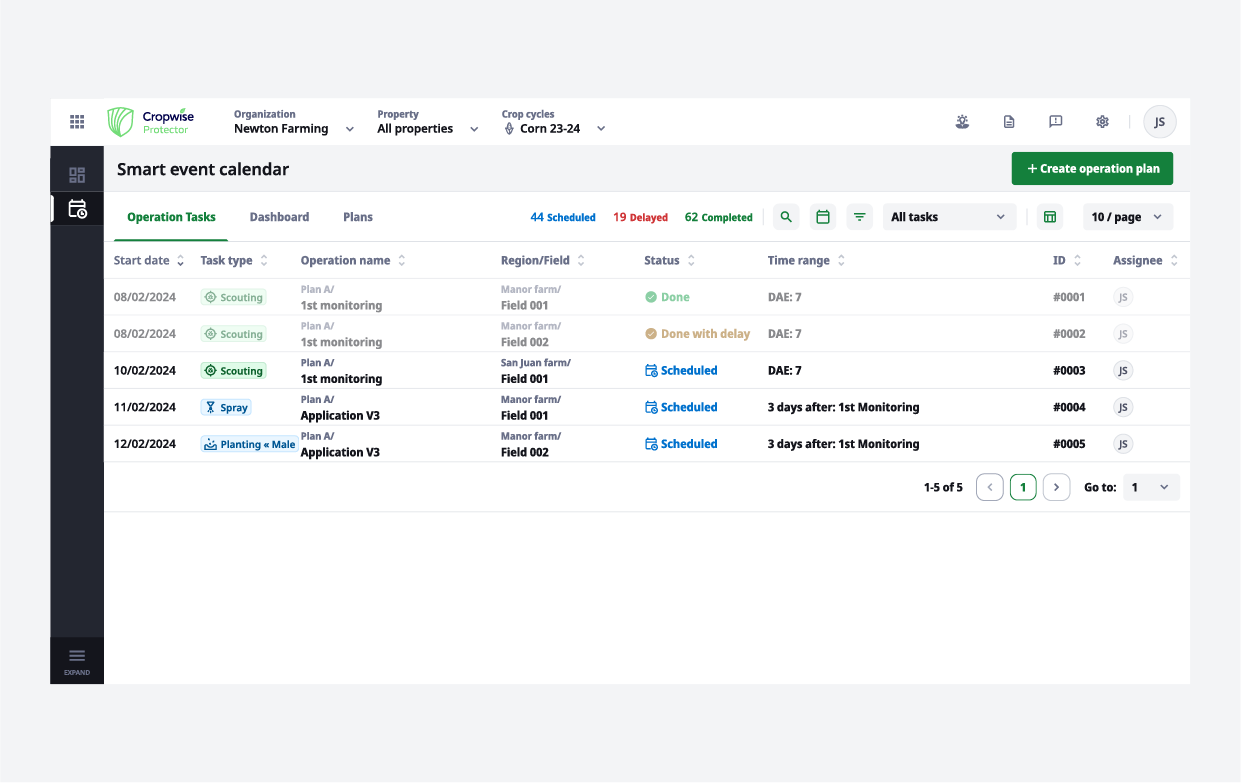 Cropwise
Protector
Organization
Newton Farming
Property
All properties
Crop cycles
Corn 23-24
JS
Smart event calendar
+ Create operation plan
Operation Tasks
Dashboard
Plans
44 Scheduled
19 Delayed
62 Completed
All tasks
10 / page
Start date
Task type
Operation name
Region/Field
Status
Time range
ID
Assignee
08/02/2024
Scouting
Plan A/
1st monitoring
Manor farm/
Field 001
Done
DAE: 7
#0001
JS
08/02/2024
Scouting
Plan A/
1st monitoring
Manor farm/
Field 002
Done with delay
DAE: 7
#0002
JS
10/02/2024
Scouting
Plan A/
1st monitoring
San Juan farm/
Field 001
Scheduled
DAE: 7
#0003
JS
11/02/2024
Spray
Plan A/
Application V3
Manor farm/
Field 001
Scheduled
3 days after: 1st Monitoring
#0004
JS
12/02/2024
Planting « Male
Plan A/
Application V3
Manor farm/
Field 002
Scheduled
3 days after: 1st Monitoring
#0005
JS
1-5 of 5
1
Go to:
1
EXPAND